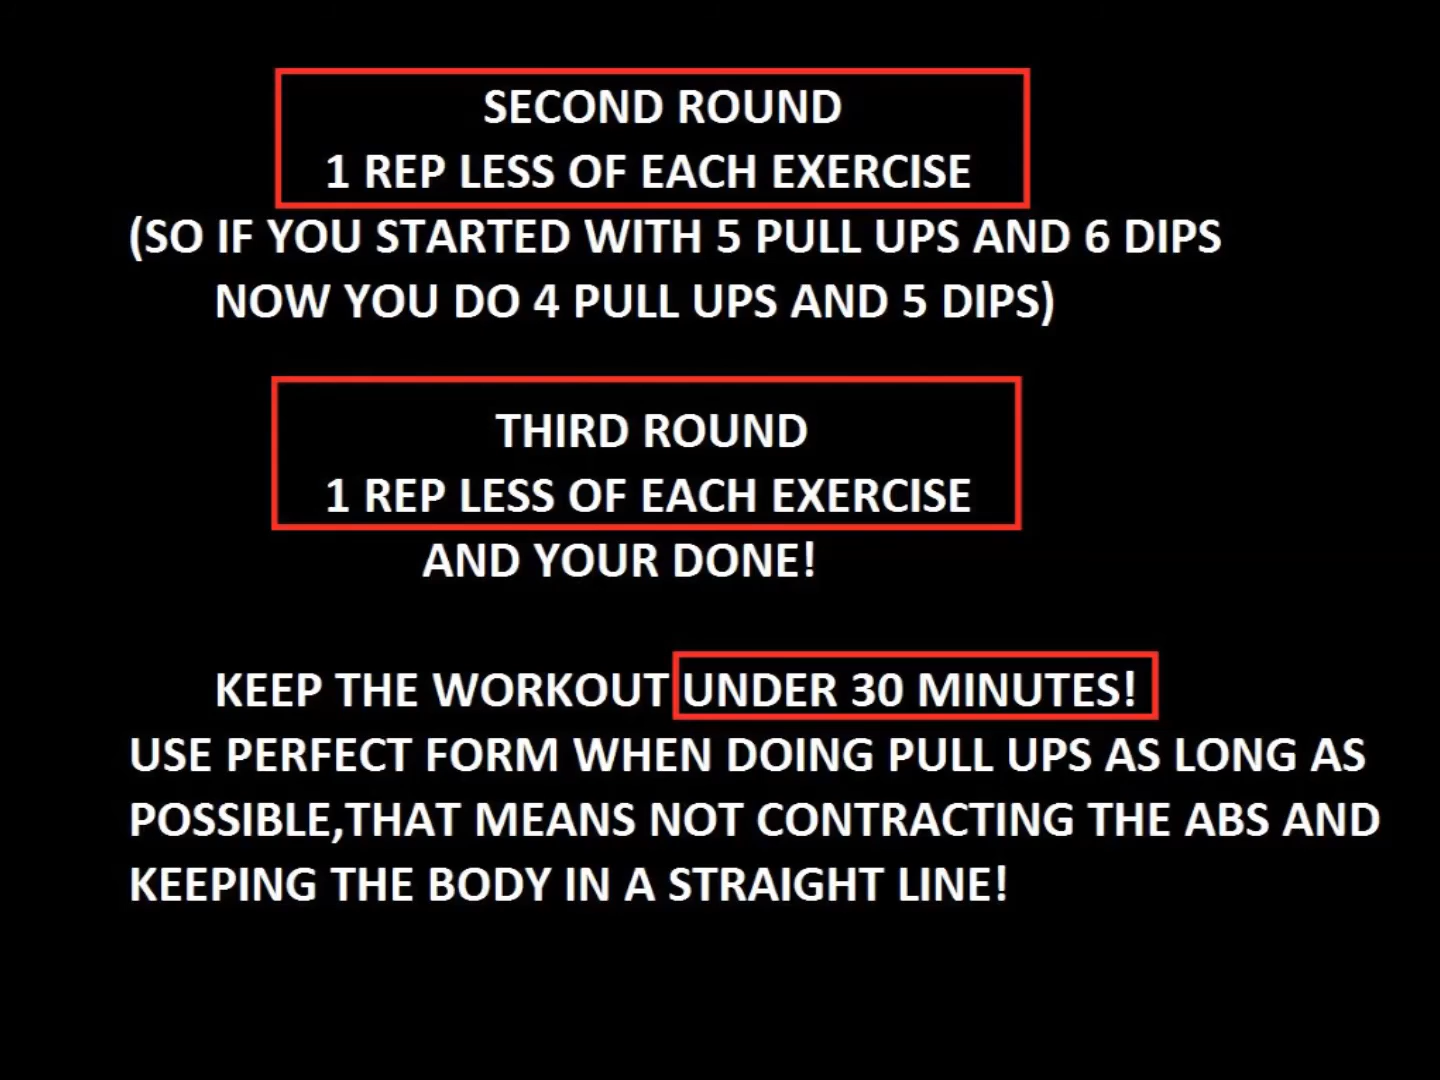 SECOND ROUND
1 REP LESS OF EACH EXERCISE
(SO IF YOU STARTED WITH 5 PULL UPS AND 6 DIPS
NOW YOU DO 4 PULL UPS AND 5 DIPS)
THIRD ROUND
1 REP LESS OF EACH EXERCISE
AND YOUR DONE!
KEEP THE WORKOUT UNDER 30 MINUTES!
USE PERFECT FORM WHEN DOING PULL UPS AS LONG AS
POSSIBLE,THAT MEANS NOT CONTRACTING THE ABS AND
KEEPING THE BODY IN A STRAIGHT LINE!